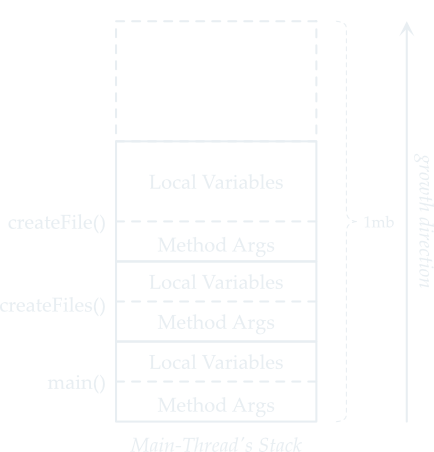 Local Variables
createFile()
Method Args
Local Variables
createFiles()
Method Args
Local Variables
main()
Method Args
1mb
growth direction
Main-Thread's Stack